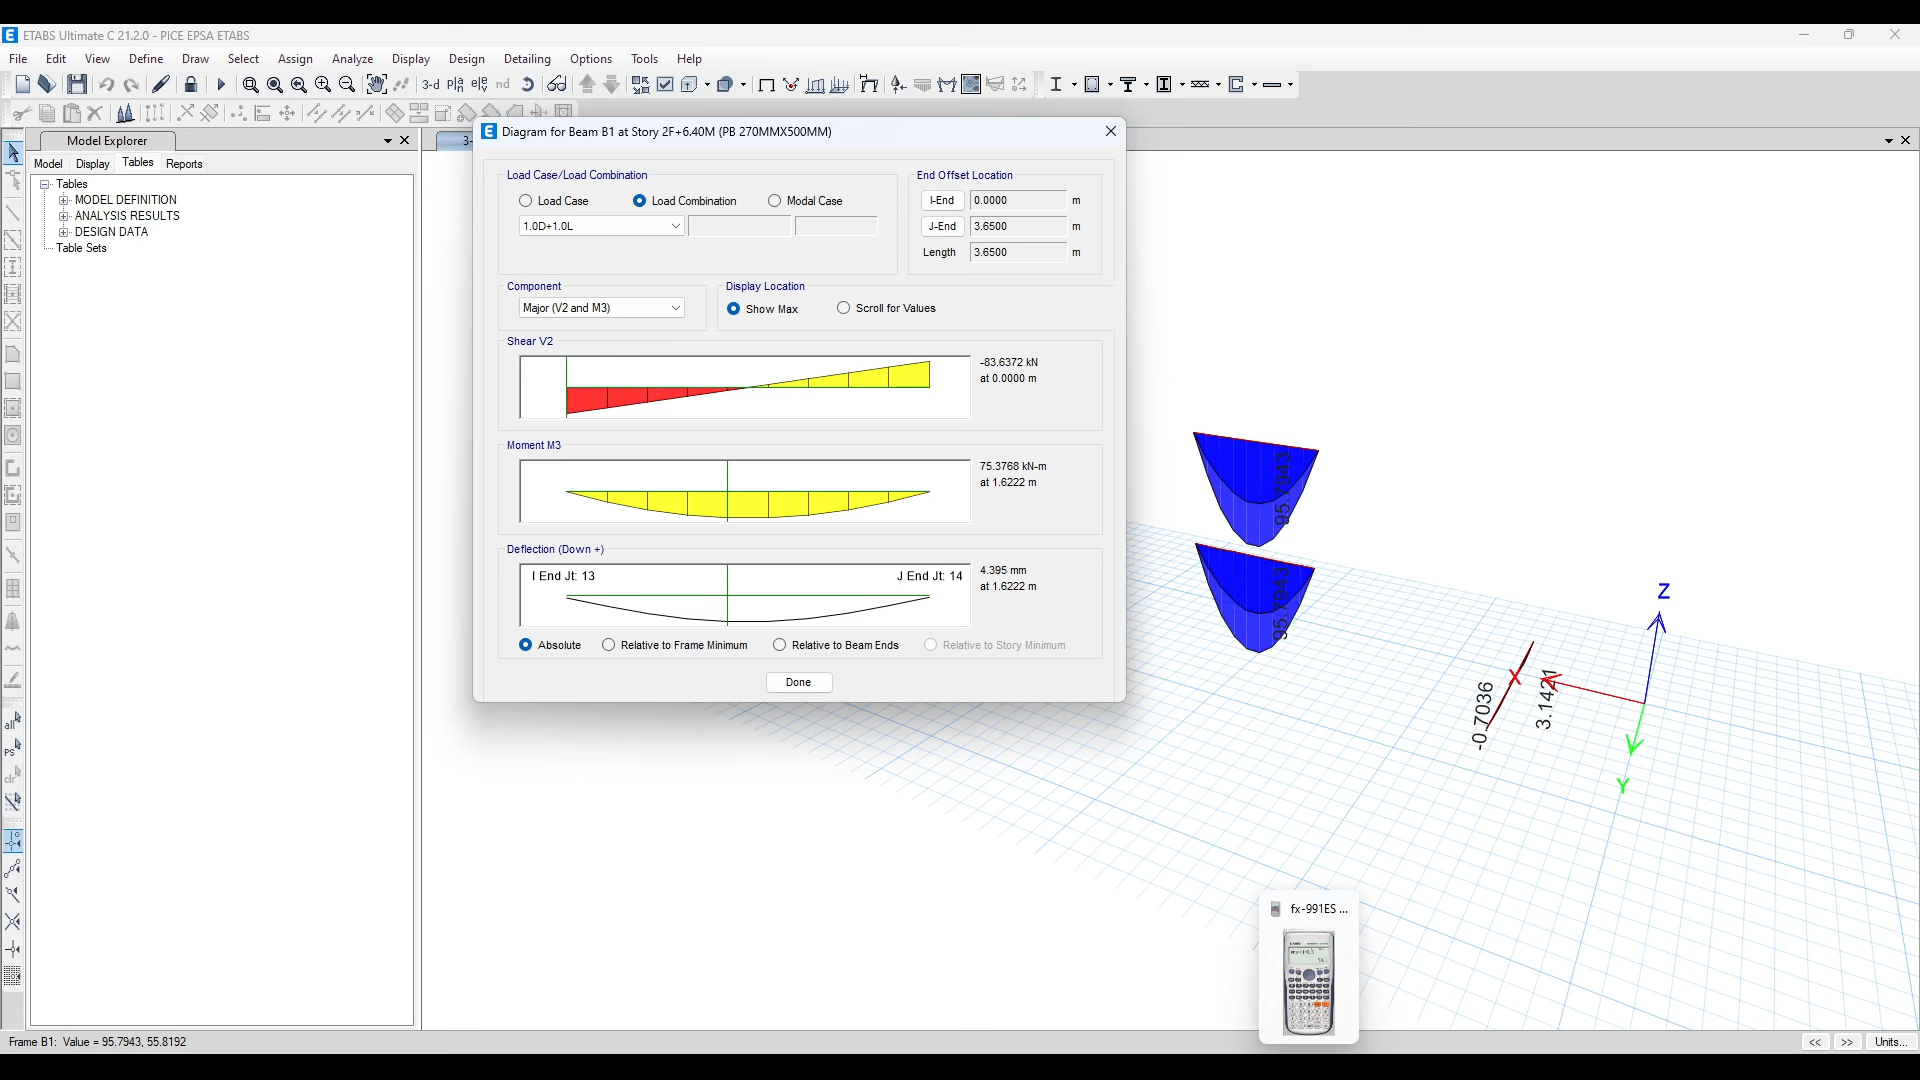 ETABS Ultimate C 21.2.0 - PICE EPSA ETABS
File Edit View Define Draw Select Assign Analyze Display Design Detailing Options Tools Help
3-d
nd
Model Explorer
Model Display Tables Reports
Tables
MODEL DEFINITION
ANALYSIS RESULTS
DESIGN DATA
Table Sets
all
PS
clr
3-
Diagram for Beam B1 at Story 2F+6.40M (PB 270MMX500MM)
Load Case/Load Combination
Load Case Load Combination Modal Case
1.0D+1.0L
End Offset Location
I-End 0.0000 m
J-End 3.6500 m
Length 3.6500 m
Component
Major (V2 and M3)
Display Location
Show Max Scroll for Values
Shear V2
-83.6372 kN
at 0.0000 m
Moment M3
75.3768 kN-m
at 1.6222 m
Deflection (Down +)
I End Jt: 13 J End Jt: 14
4.395 mm
at 1.6222 m
Absolute Relative to Frame Minimum Relative to Beam Ends Relative to Story Minimum
Done
95.7943
95.7943
-0.7036
3.1421
X
Z
Y
fx-991ES ...
Frame B1: Value = 95.7943, 55.8192
<< >> Units...